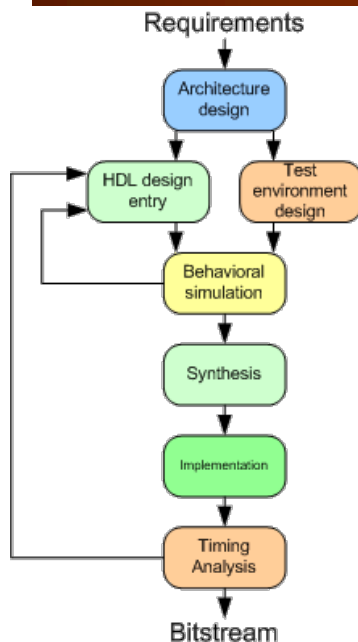 Requirements
Architecture
design
HDL design
entry
Test
environment
design
Behavioral
simulation
Synthesis
Implementation
Timing
Analysis
Bitstream